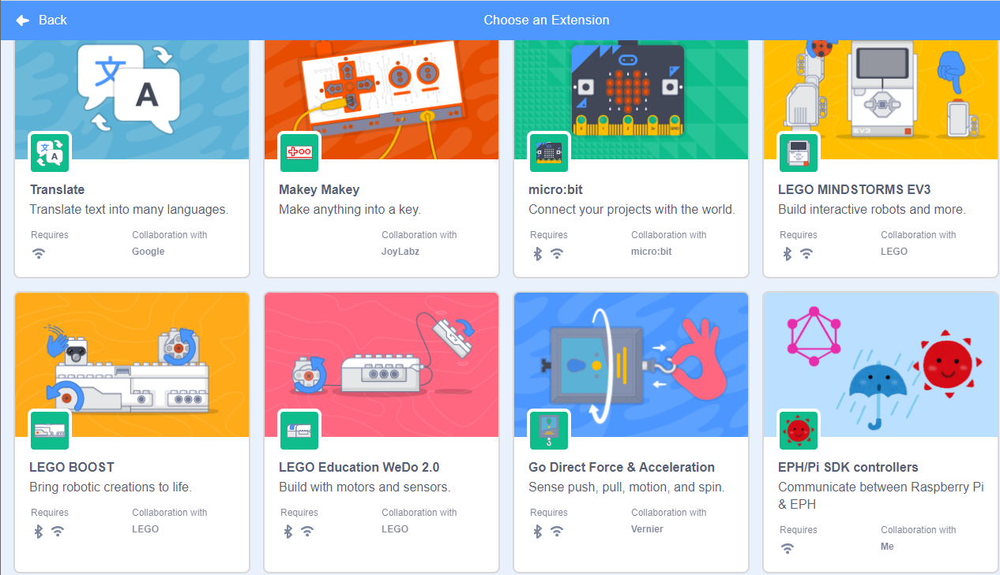 Back
Choose an Extension
文
A
EV3
文
A
Translate
Translate text into many languages.
Requires
Collaboration with
Google
Makey Makey
Make anything into a key.
Collaboration with
JoyLabz
micro:bit
Connect your projects with the world.
Requires
Collaboration with
micro:bit
LEGO MINDSTORMS EV3
Build interactive robots and more.
Requires
Collaboration with
LEGO
LEGO BOOST
Bring robotic creations to life.
Requires
Collaboration with
LEGO
LEGO Education WeDo 2.0
Build with motors and sensors.
Requires
Collaboration with
LEGO
Go Direct Force & Acceleration
Sense push, pull, motion, and spin.
Requires
Collaboration with
Vernier
EPH/Pi SDK controllers
Communicate between Raspberry Pi
& EPH
Requires
Collaboration with
Me